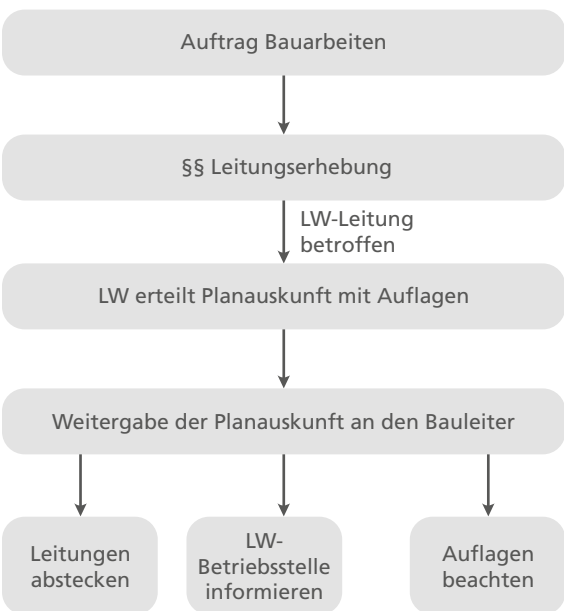 Auftrag Bauarbeiten
§§ Leitungserhebung
LW-Leitung
betroffen
LW erteilt Planauskunft mit Auflagen
Weitergabe der Planauskunft an den Bauleiter
Leitungen
abstecken
LW-
Betriebsstelle
informieren
Auflagen
beachten